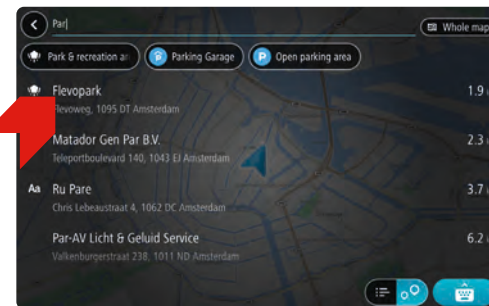 Par
Whole map
Park & recreation ar
Parking Garage
Open parking area
Flevopark
1.9
Flevoweg, 1095 DT Amsterdam
Matador Gen Par B.V.
2.3
Teleportboulevard 140, 1043 EJ Amsterdam
Aa Ru Pare
3.7
Chris Lebeaustraat 4, 1062 DC Amsterdam
Par-AV Licht & Geluid Service
6.2
Valkenburgerstraat 238, 1011 ND Amsterdam